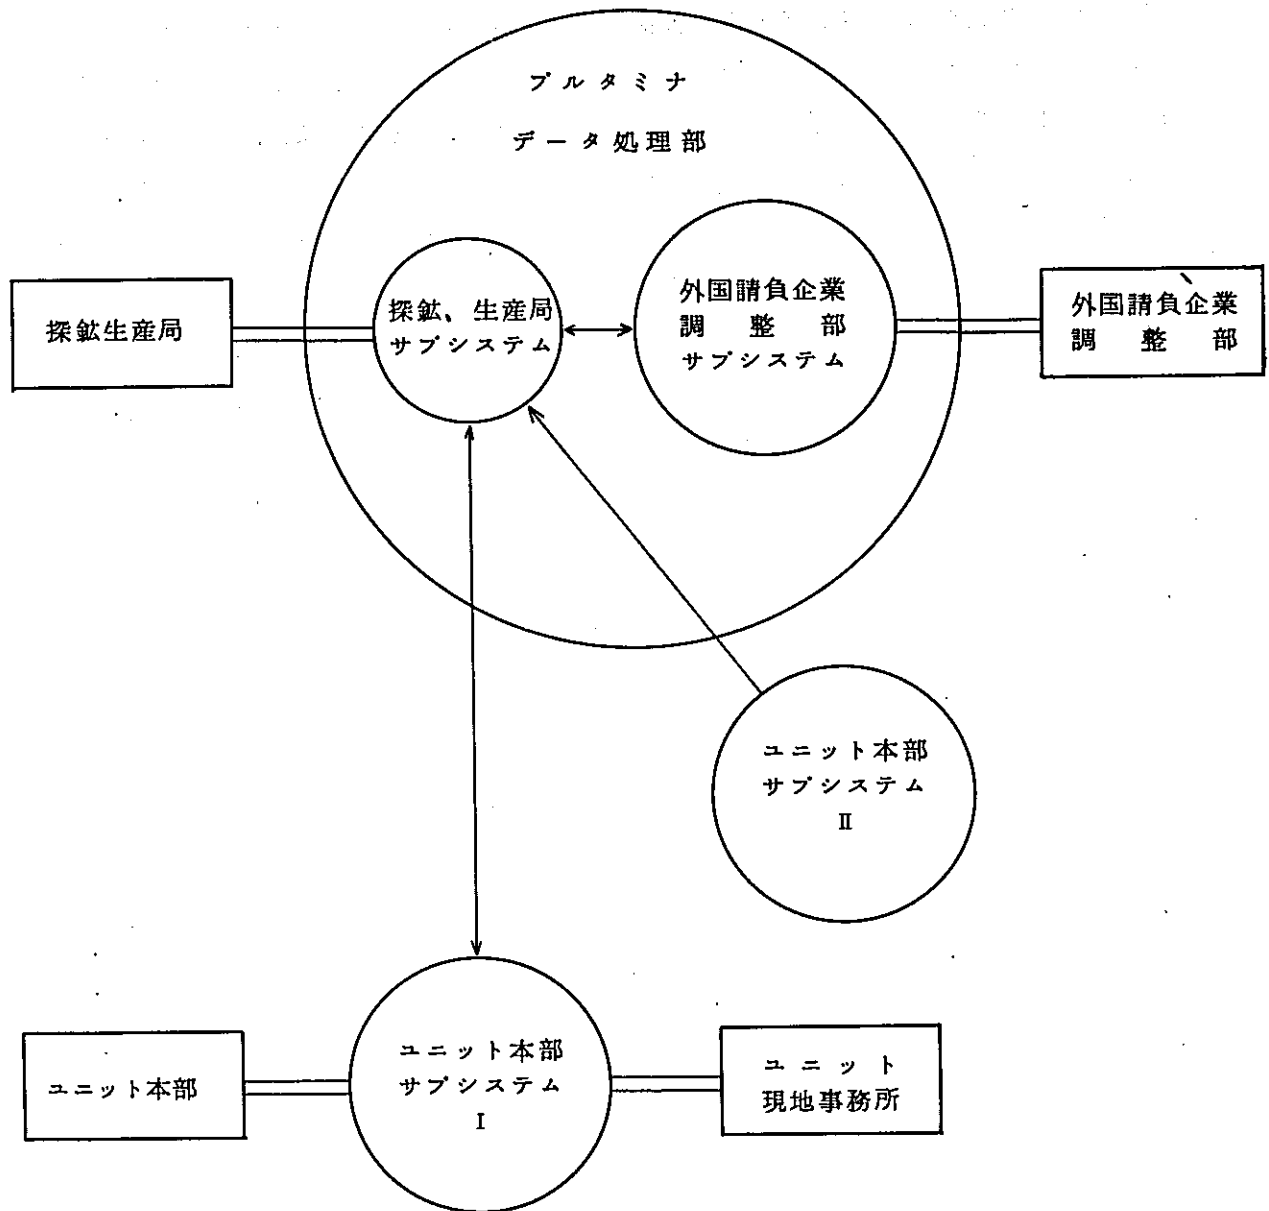 プルタミナ
データ処理部
探鉱生産局
探鉱、生産局
サブシステム
外国請負企業
調整部
サブシステム
外国請負企業
調整部
ユニット本部
サブシステム
II
ユニット本部
ユニット本部
サブシステム
I
ユニット
現地事務所